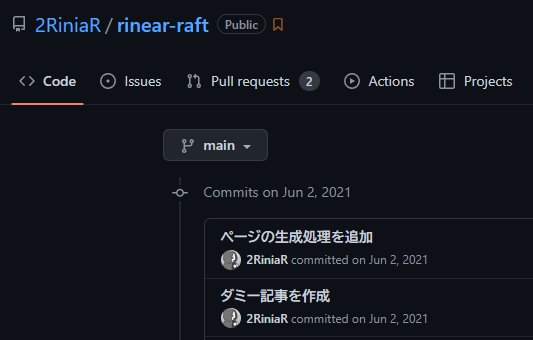 2RiniaR / rinear-raft Public
Code Issues Pull requests 2 Actions Projects
main
Commits on Jun 2, 2021
ページの生成処理を追加
2RiniaR committed on Jun 2, 2021
ダミー記事を作成
2RiniaR committed on Jun 2, 2021